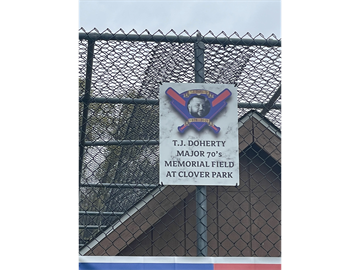 T.J. DOHERTY
MAJOR 70's
MEMORIAL FIELD
AT CLOVER PARK